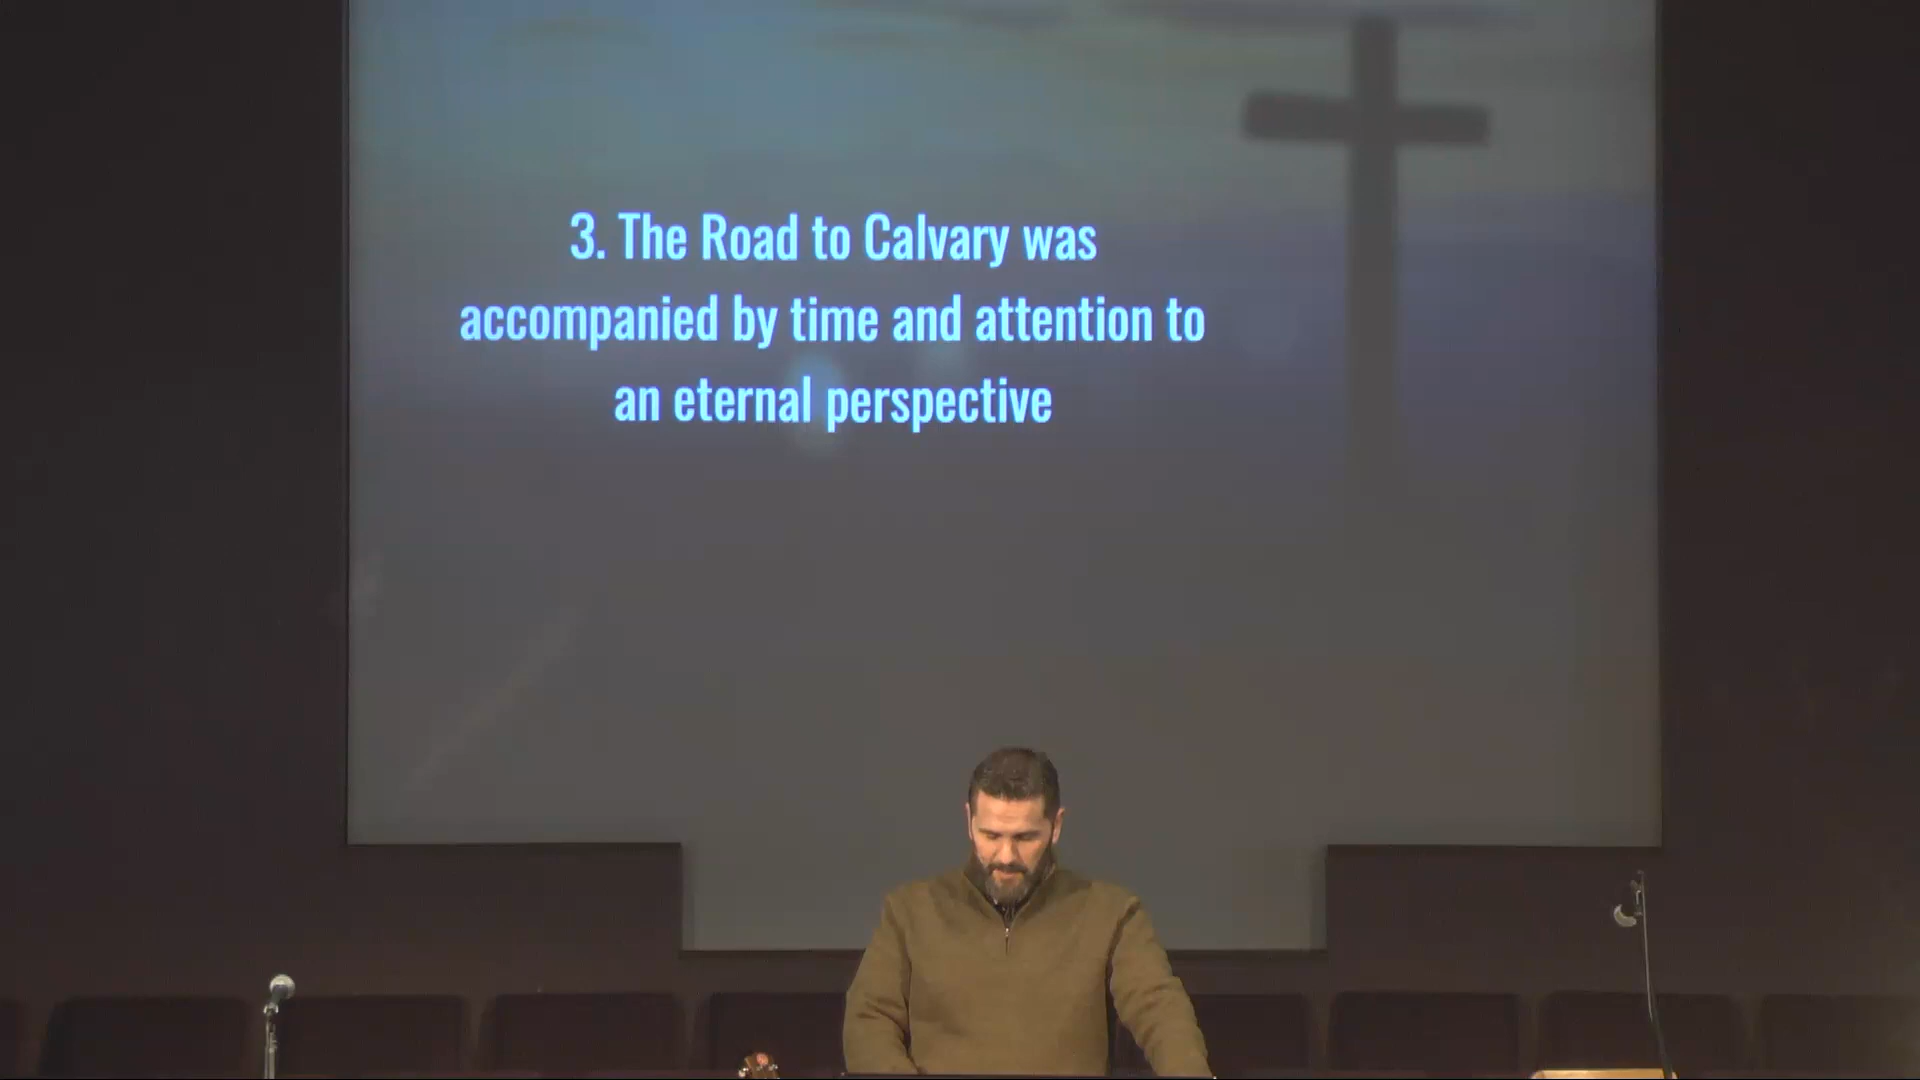 3. The Road to Calvary was
accompanied by time and attention to
an eternal perspective